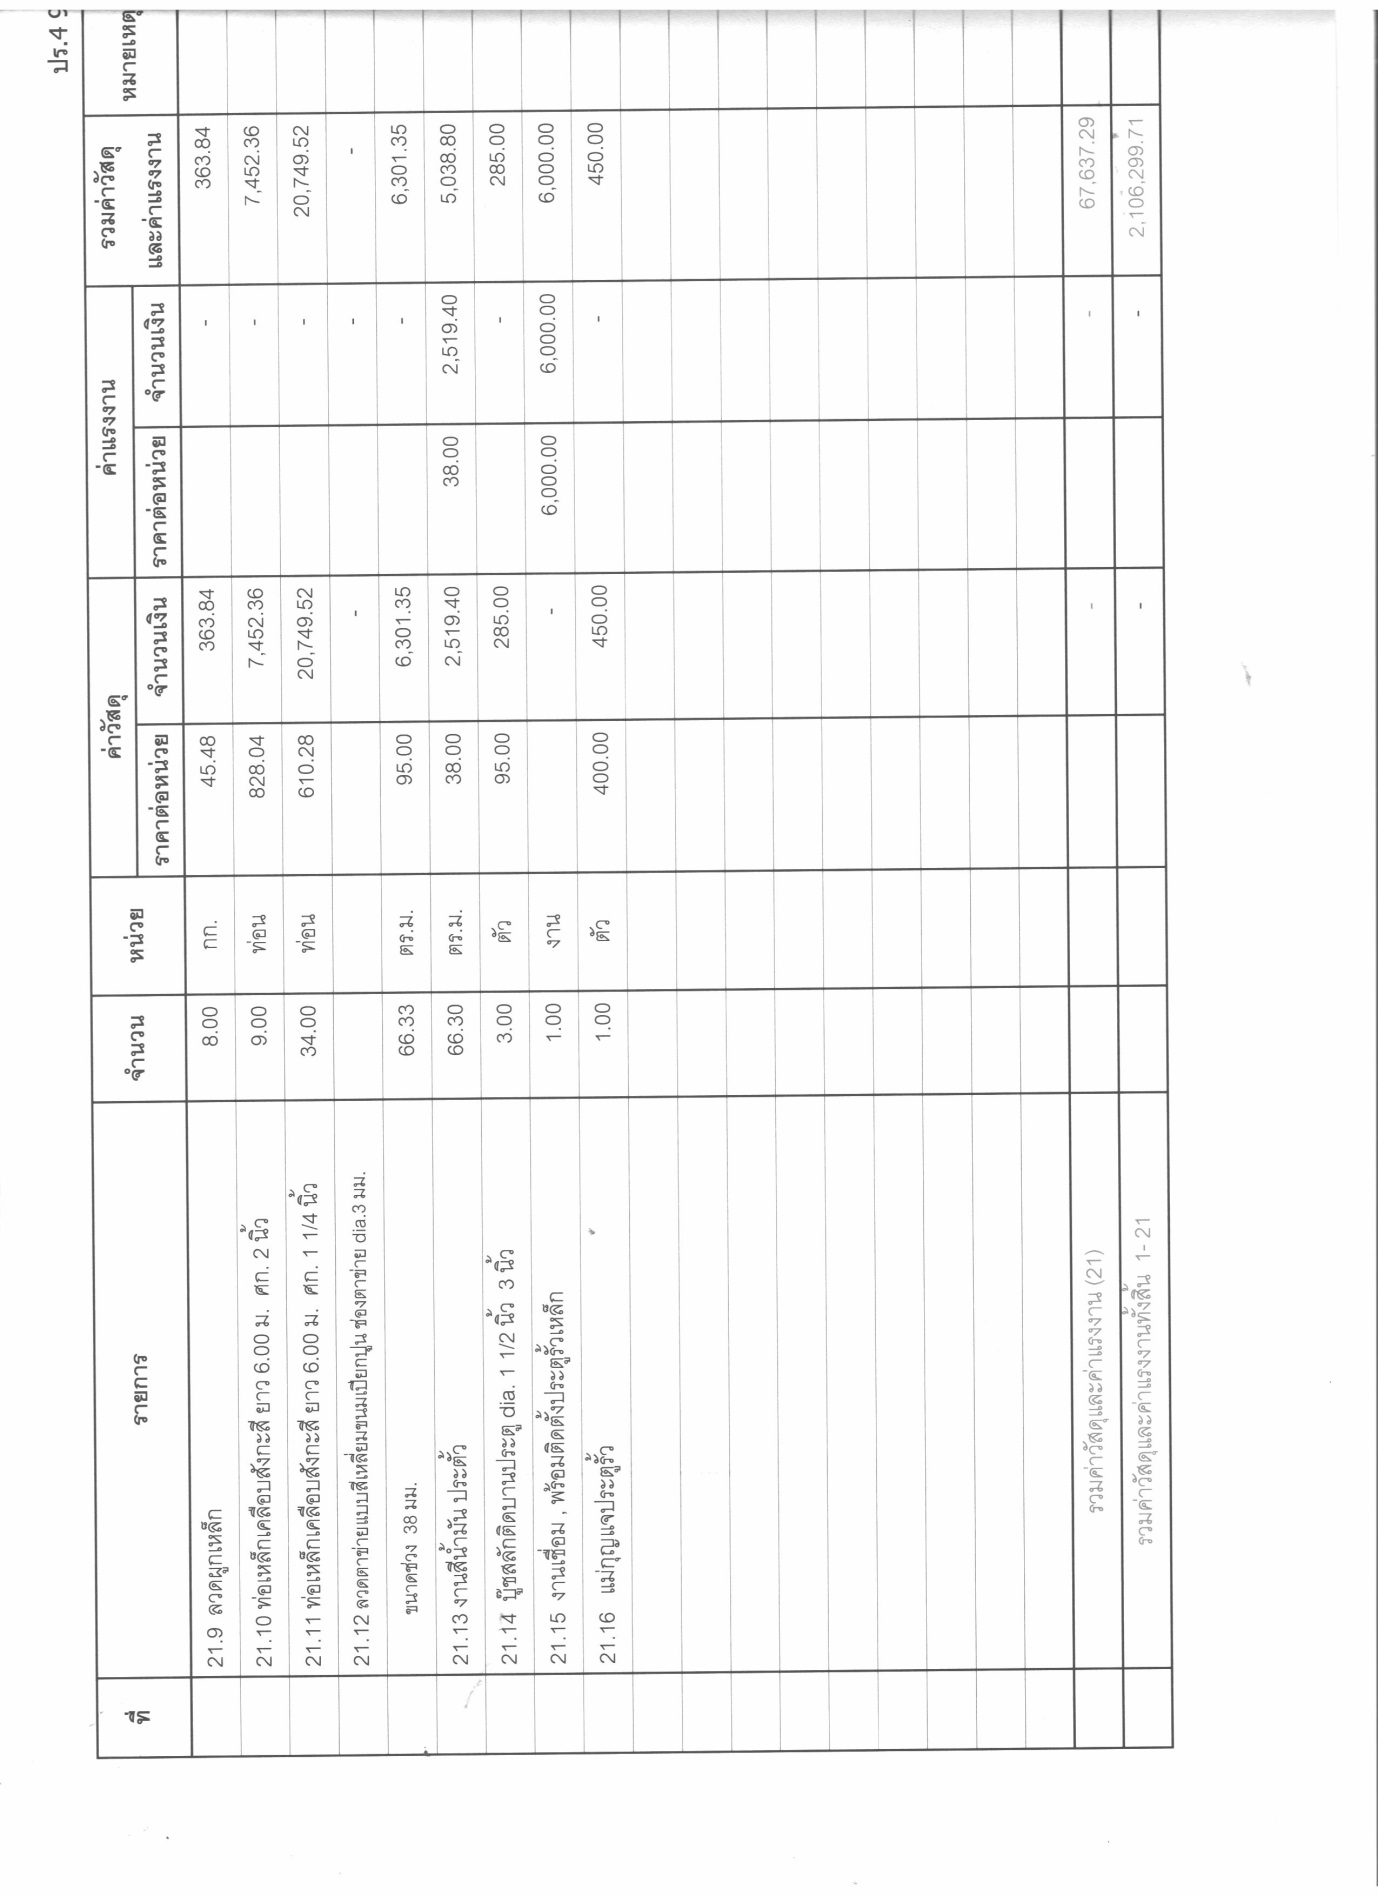 ปร.4
ที่ รายการ จำนวน หน่วย ค่าวัสดุ ค่าแรงงาน รวมค่าวัสดุ หมายเหตุ
ราคาต่อหน่วย จำนวนเงิน ราคาต่อหน่วย จำนวนเงิน และค่าแรงงาน
21.9 ลวดผูกเหล็ก 8.00 กก. 45.48 363.84 - 363.84
21.10 ท่อเหล็กเคลือบสังกะสี ยาว 6.00 ม. ศก. 2 นิ้ว 9.00 ท่อน 828.04 7,452.36 - 7,452.36
21.11 ท่อเหล็กเคลือบสังกะสี ยาว 6.00 ม. ศก. 1 1/4 นิ้ว 34.00 ท่อน 610.28 20,749.52 - 20,749.52
21.12 ลวดตาข่ายแบบสี่เหลี่ยมขนมเปียกปูน ช่องตาข่าย dia.3 มม. - - -
ขนาดช่วง 38 มม. 66.33 ตร.ม. 95.00 6,301.35 - 6,301.35
21.13 งานสีน้ำมัน ประตั้ว 66.30 ตร.ม. 38.00 2,519.40 38.00 2,519.40 5,038.80
21.14 บู๊ชสลักติดบานประตู dia. 1 1/2 นิ้ว 3 นิ้ว 3.00 ตัว 95.00 285.00 - 285.00
21.15 งานเชื่อม , พร้อมติดตั้งประตูรั้วเหล็ก 1.00 งาน - 6,000.00 6,000.00 6,000.00
21.16 แม่กุญแจประตูรั้ว 1.00 ตัว 400.00 450.00 - 450.00
รวมค่าวัสดุและค่าแรงงาน (21) - - 67,637.29
รวมค่าวัสดุและค่าแรงงานทั้งสิ้น 1- 21 - - 2,106,299.71